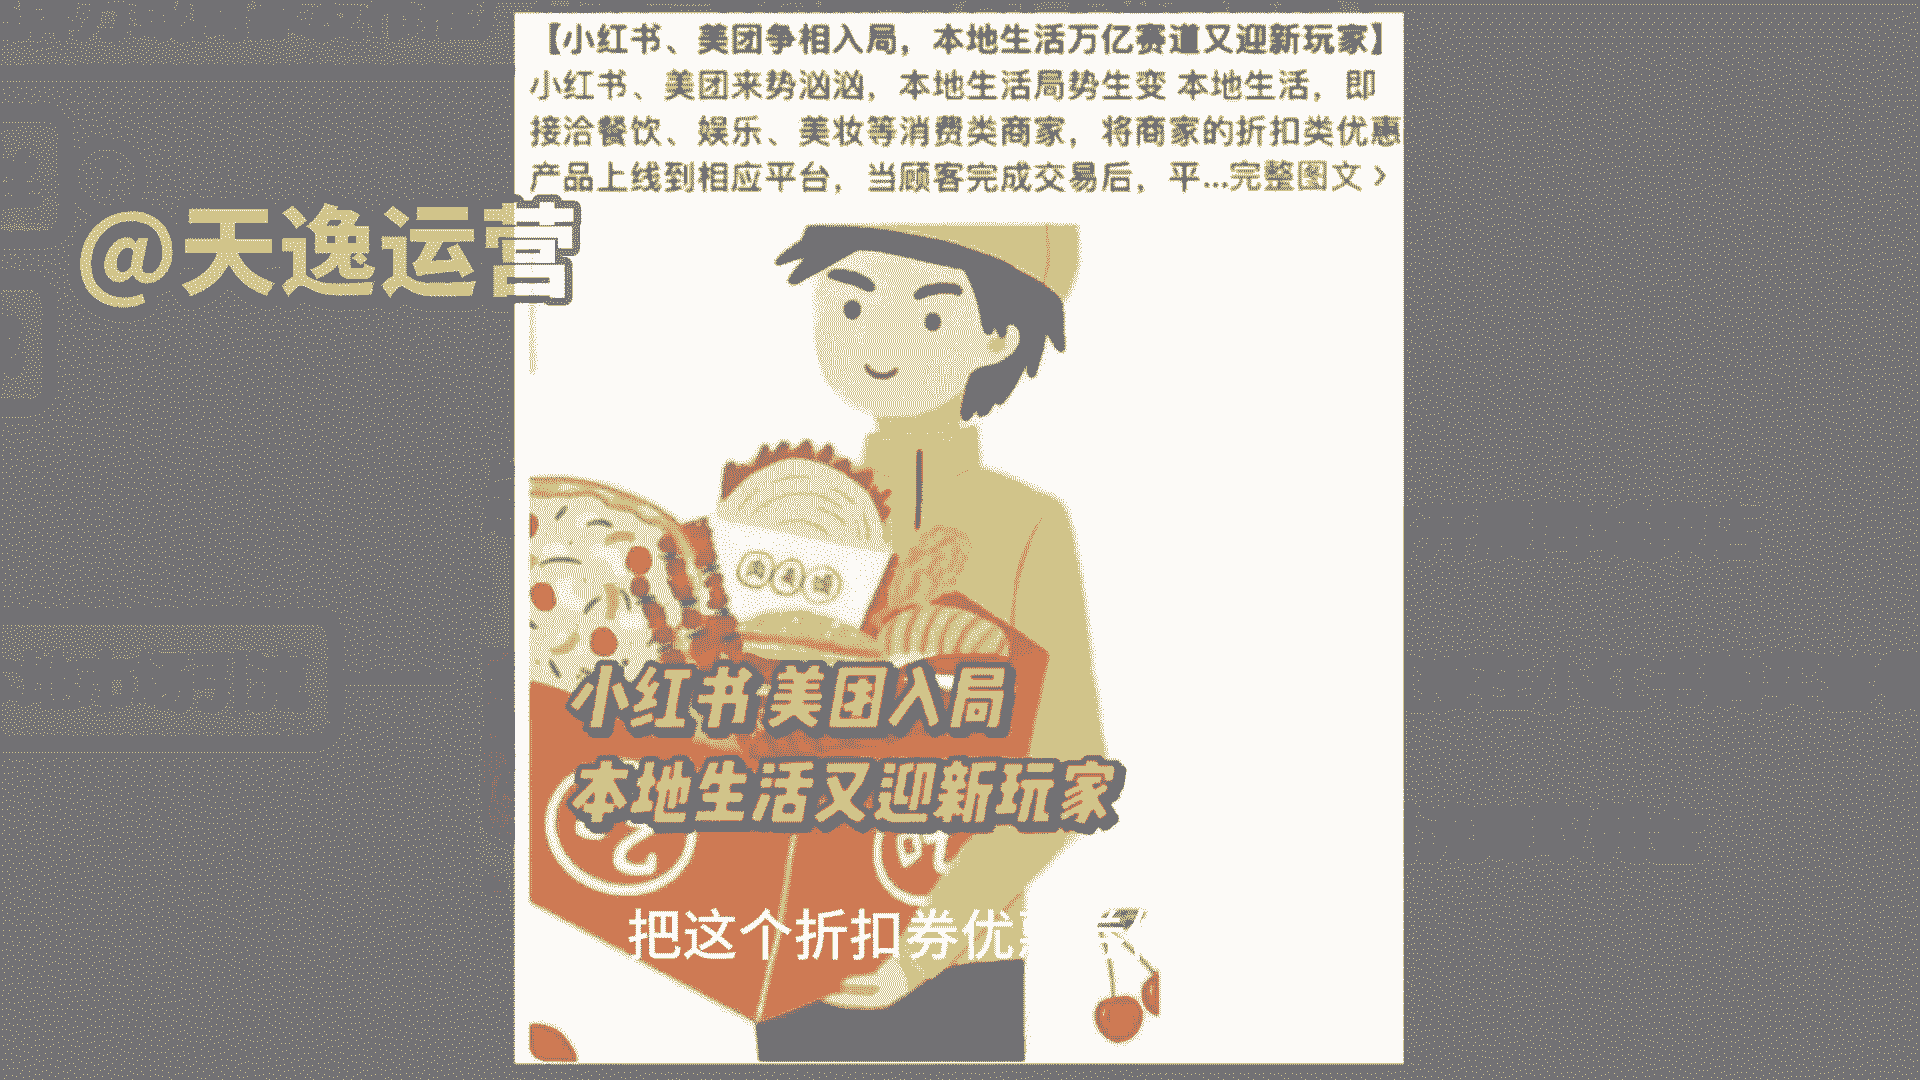 【小红书、美团争相入局，本地生活万亿赛道又迎新玩家】
小红书、美团来势汹汹，本地生活局势生变 本地生活，即
接洽餐饮、娱乐、美妆等消费类商家，将商家的折扣类优惠
产品上线到相应平台，当顾客完成交易后，平...完整图文 >
@天逸运营
小红书美团入局
本地生活又迎新玩家
吃
把这个折扣券优惠